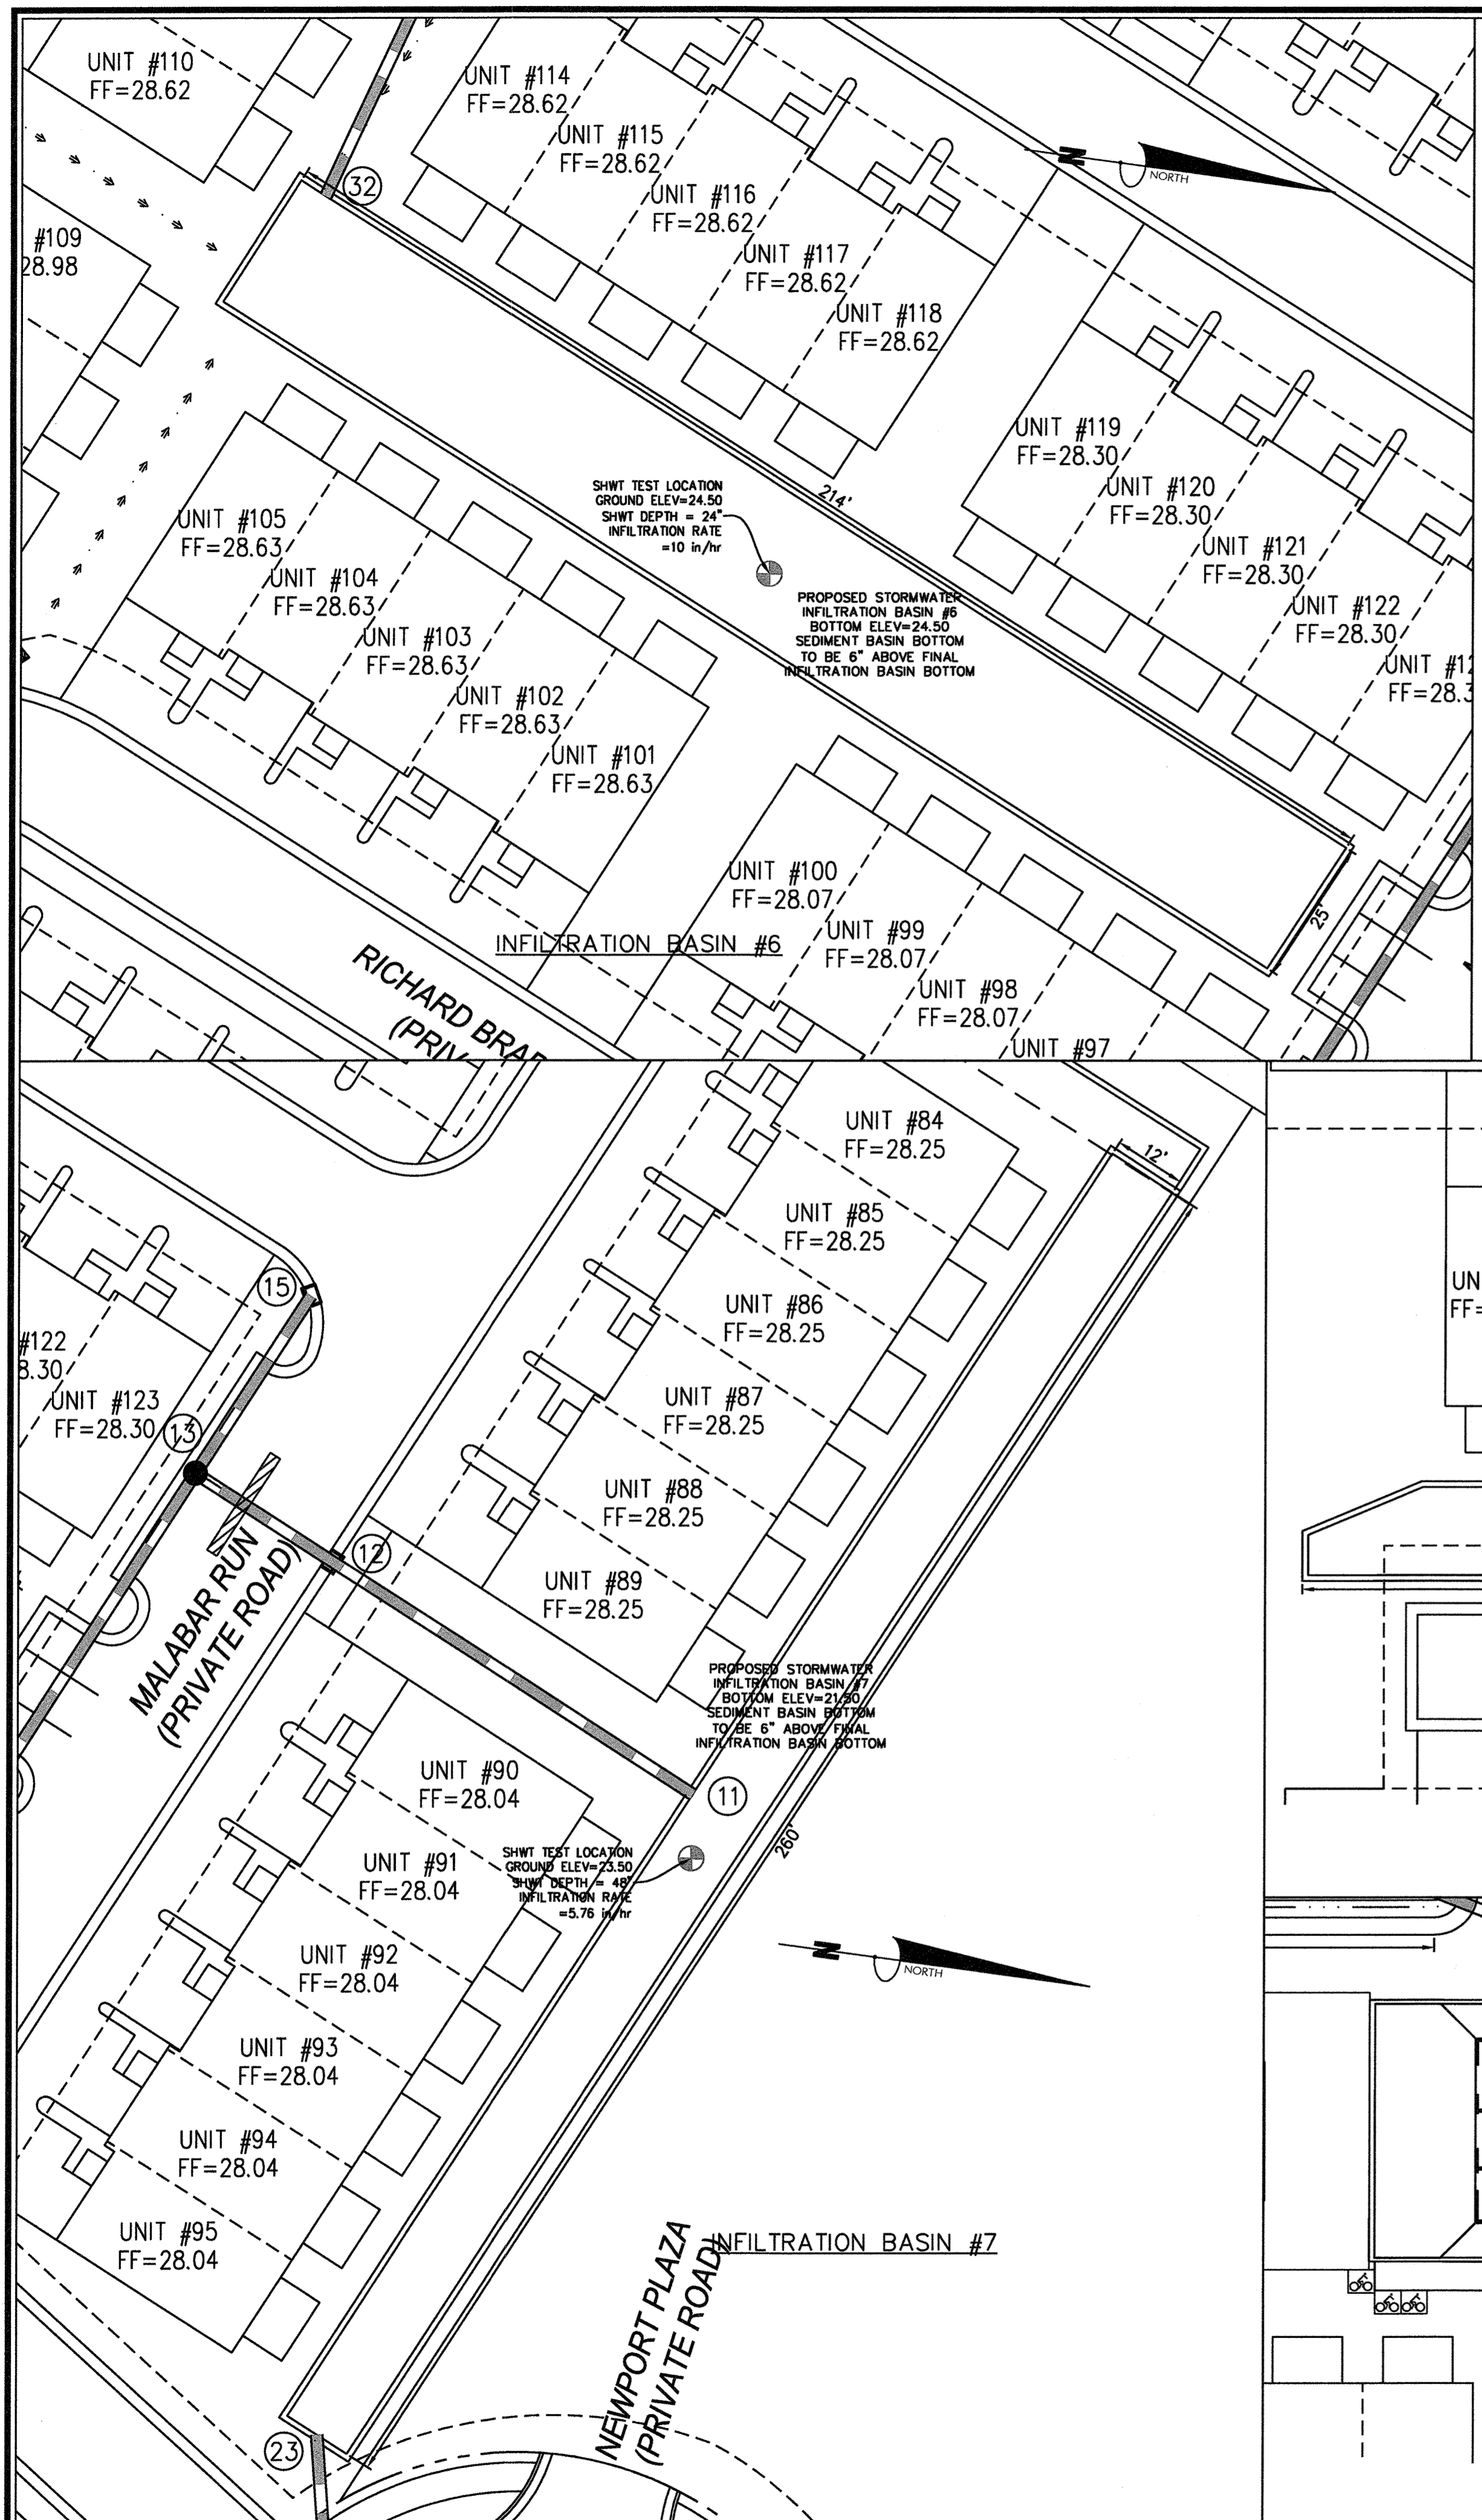 UNIT #110
FF=28.62
UNIT #114
FF=28.62
UNIT #115
FF=28.62
UNIT #116
FF=28.62
UNIT #117
FF=28.62
UNIT #118
FF=28.62
N
NORTH
32
#109
28.98
UNIT #119
FF=28.30
UNIT #120
FF=28.30
UNIT #121
FF=28.30
UNIT #122
FF=28.30
UNIT #12
FF=28.3
SHWT TEST LOCATION
GROUND ELEV=24.50
SHWT DEPTH = 24"
INFILTRATION RATE
=10 in/hr
214'
PROPOSED STORMWATER
INFILTRATION BASIN #6
BOTTOM ELEV=24.50
SEDIMENT BASIN BOTTOM
TO BE 6" ABOVE FINAL
INFILTRATION BASIN BOTTOM
UNIT #105
FF=28.63
UNIT #104
FF=28.63
UNIT #103
FF=28.63
UNIT #102
FF=28.63
UNIT #101
FF=28.63
UNIT #100
FF=28.07
UNIT #99
FF=28.07
UNIT #98
FF=28.07
UNIT #97
25'
INFILTRATION BASIN #6
RICHARD BRAD
(PRIV
UNIT #84
FF=28.25
12'
UNIT #85
FF=28.25
UNIT #86
FF=28.25
UNIT #87
FF=28.25
UNIT #88
FF=28.25
UNIT #89
FF=28.25
15
#122
8.30
UNIT #123
FF=28.30
13
12
MALABAR RUN
(PRIVATE ROAD)
UN
FF=
PROPOSED STORMWATER
INFILTRATION BASIN #7
BOTTOM ELEV=21.50
SEDIMENT BASIN BOTTOM
TO BE 6" ABOVE FINAL
INFILTRATION BASIN BOTTOM
11
260'
UNIT #90
FF=28.04
UNIT #91
FF=28.04
SHWT TEST LOCATION
GROUND ELEV=23.50
SHWT DEPTH = 48"
INFILTRATION RATE
=5.76 in/hr
UNIT #92
FF=28.04
N
NORTH
UNIT #93
FF=28.04
UNIT #94
FF=28.04
UNIT #95
FF=28.04
INFILTRATION BASIN #7
NEWPORT PLAZA
(PRIVATE ROAD)
23